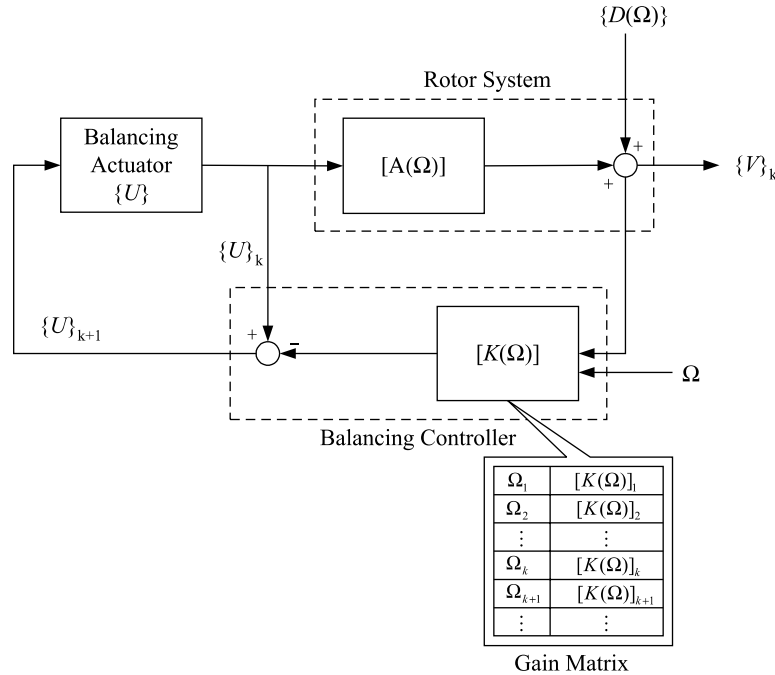 {D(Ω)}
Rotor System
Balancing
Actuator
{U}
[A(Ω)]
+
+
{V}k
{U}k
{U}k+1
+
-
[K(Ω)]
Ω
Balancing Controller
Ω1 [K(Ω)]1
Ω2 [K(Ω)]2
⋮ ⋮
Ωk [K(Ω)]k
Ωk+1 [K(Ω)]k+1
⋮ ⋮
Gain Matrix